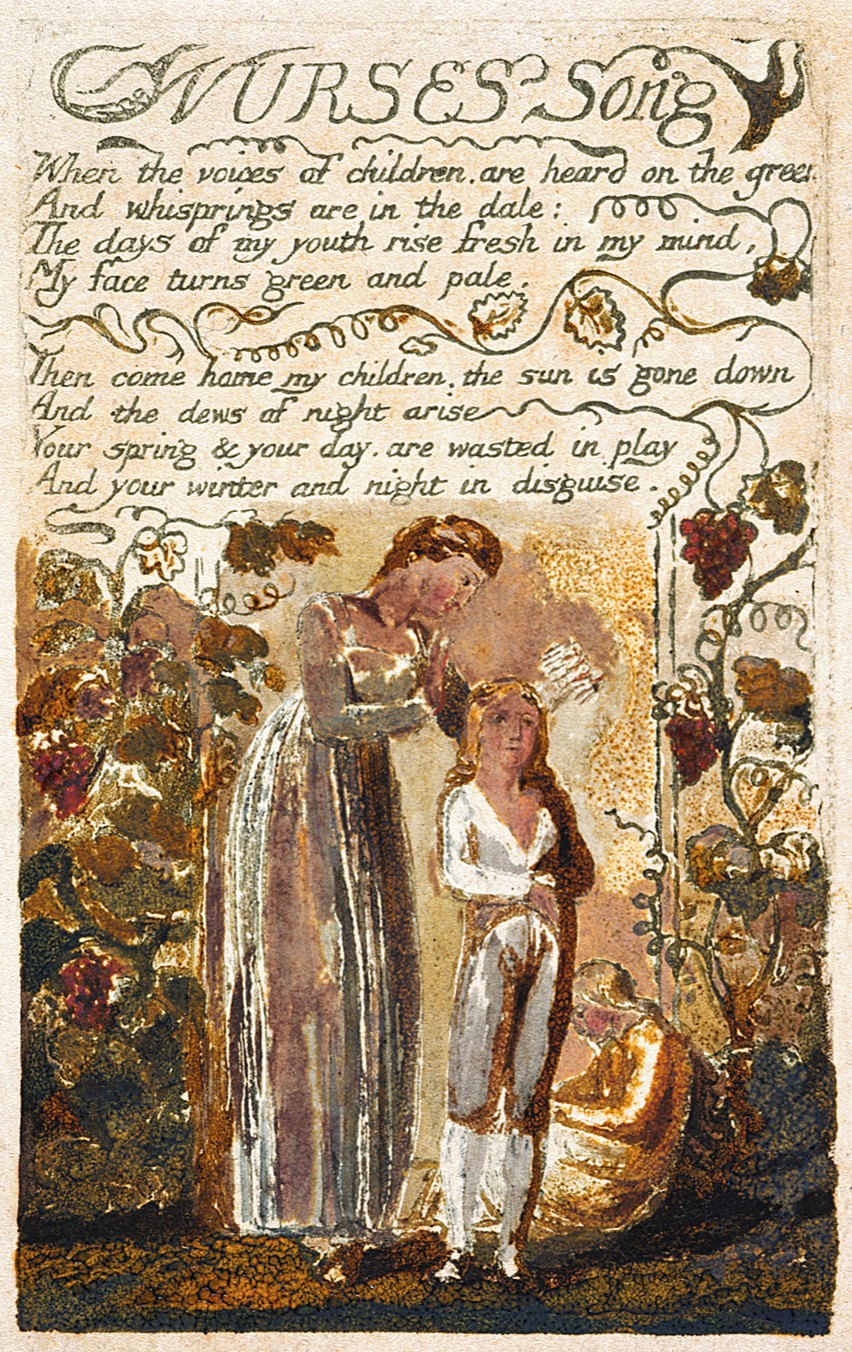 NURSES Song
When the voices of children. are heard on the green
And whisprings are in the dale:
The days of my youth rise fresh in my mind,
My face turns green and pale.
Then come home my children. the sun is gone down
And the dews of night arise
Your spring & your day. are wasted in play
And your winter and night in disguise.